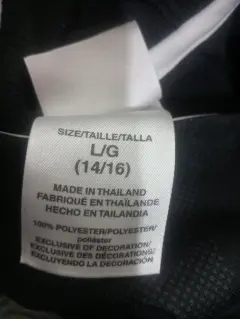 SIZE/TAILLE/TALLA
L/G
(14/16)
MADE IN THAILAND
FABRIQUÉ EN THAÏLANDE
HECHO EN TAILANDIA
100% POLYESTER/POLYESTER/
poliéster
EXCLUSIVE OF DECORATION/
EXCLUSIVE DES DÉCORATIONS/
EXCLUYENDO LA DECORACIÓN